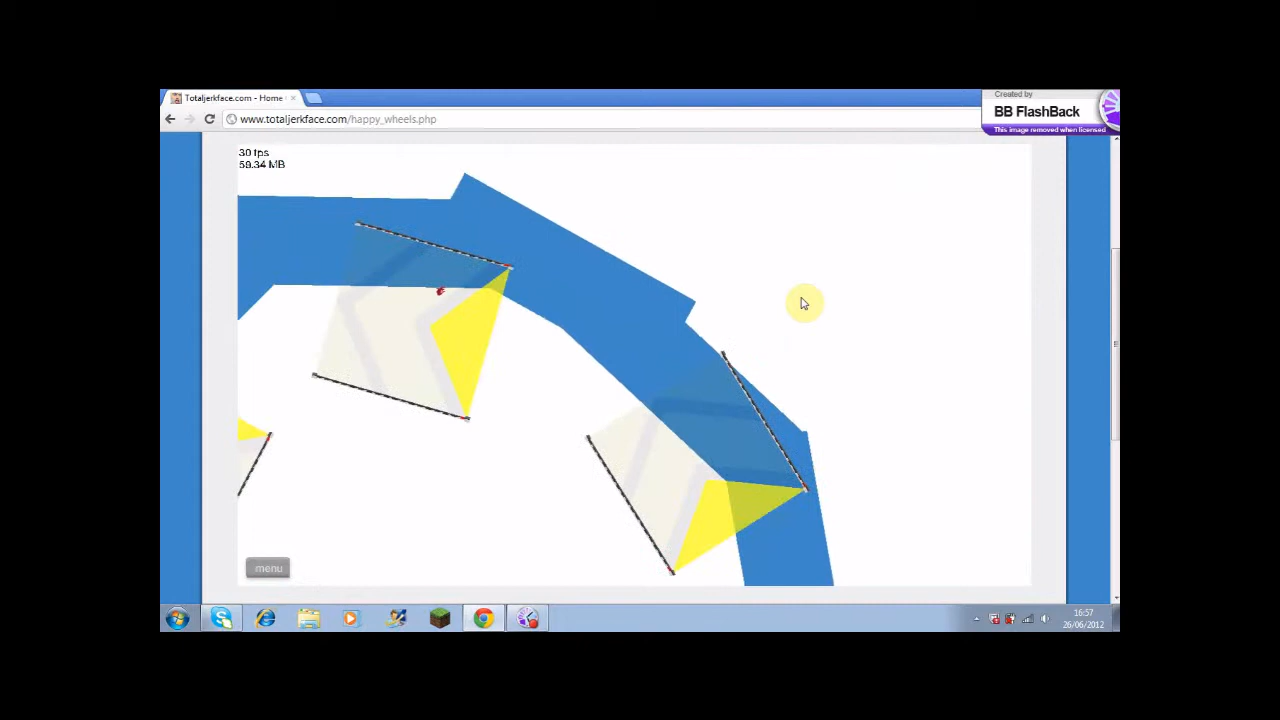 Totaljerkface.com - Home
www.totaljerkface.com/happy_wheels.php
Created by
BB FlashBack
This image removed when licensed
30 fps
59.34 MB
menu
16:57
26/06/2012